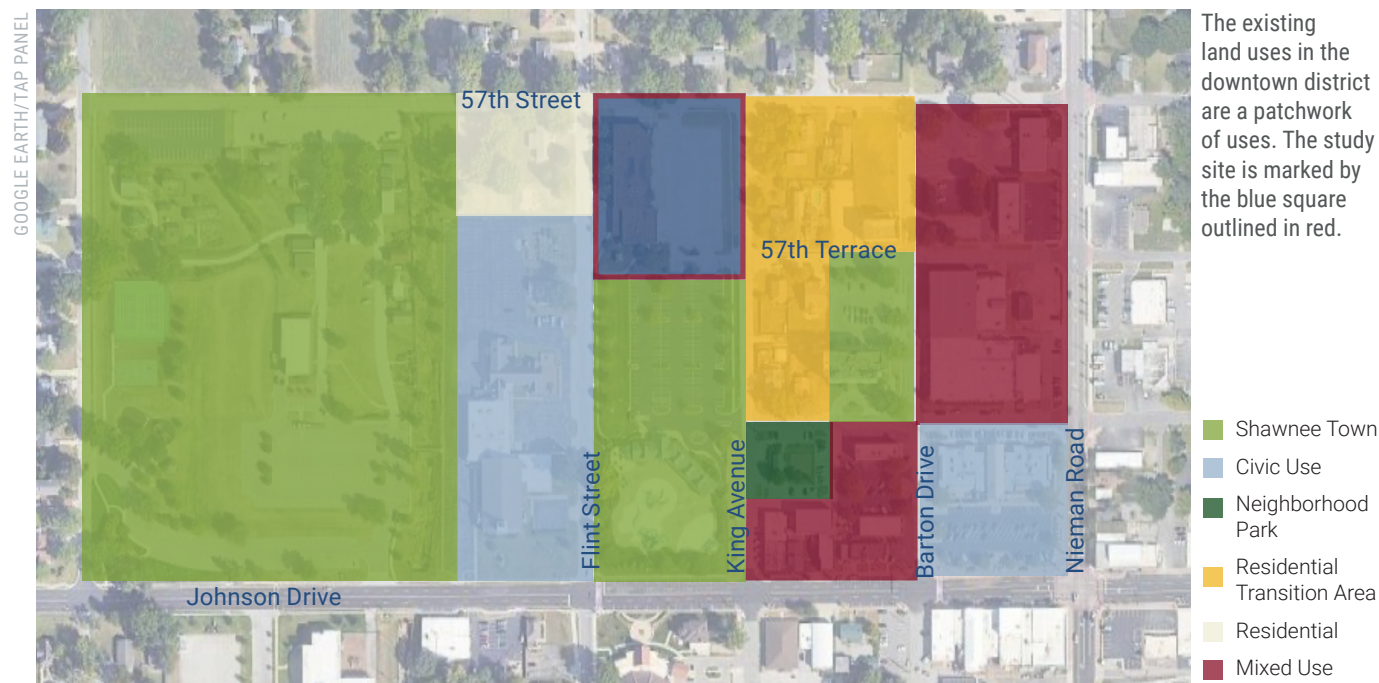 GOOGLE EARTH/TAP PANEL
57th Street
57th Terrace
Flint Street
King Avenue
Barton Drive
Nieman Road
Johnson Drive
The existing
land uses in the
downtown district
are a patchwork
of uses. The study
site is marked by
the blue square
outlined in red.
Shawnee Town
Civic Use
Neighborhood
Park
Residential
Transition Area
Residential
Mixed Use